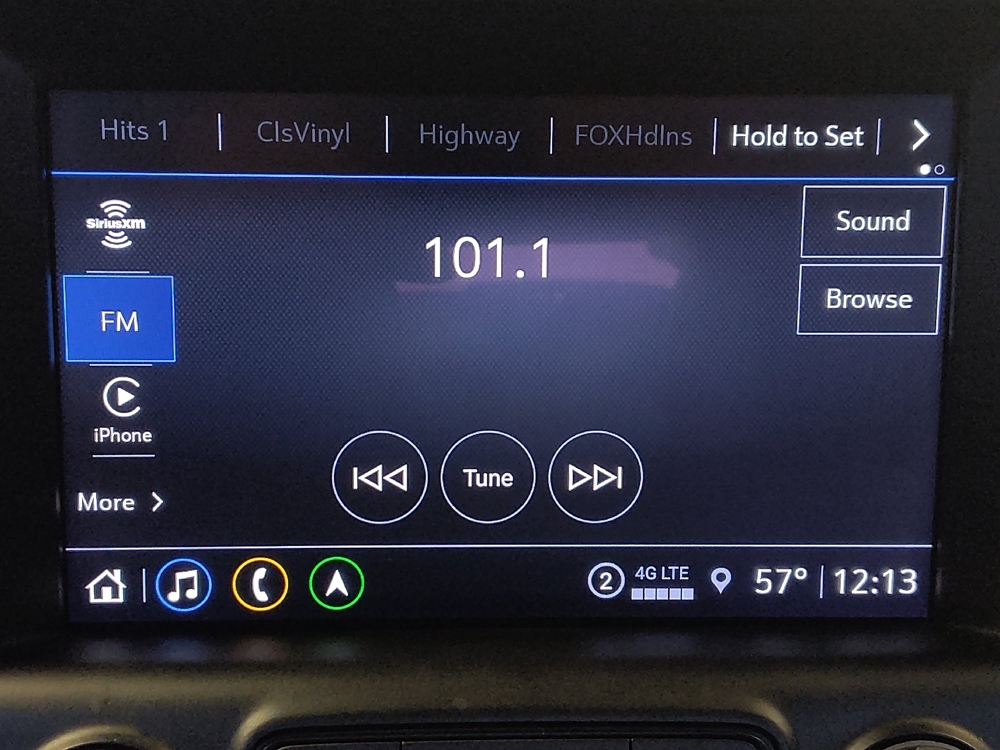 Hits 1 ClsVinyl Highway FOXHdlns Hold to Set
SiriusXm
Sound
101.1
Browse
FM
iPhone
Tune
More
2 4G LTE 57° 12:13